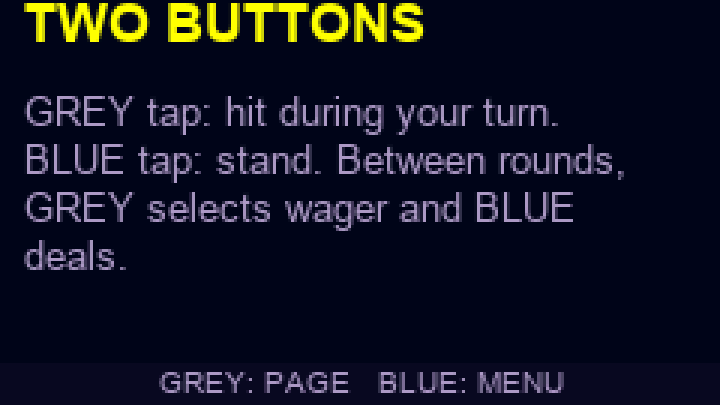 TWO BUTTONS
GREY tap: hit during your turn.
BLUE tap: stand. Between rounds,
GREY selects wager and BLUE
deals.
GREY: PAGE BLUE: MENU